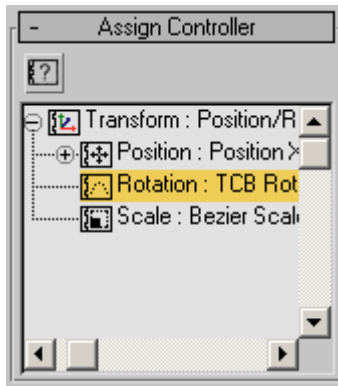 - Assign Controller
?
Transform : Position/R
Position : Position X
Rotation : TCB Rot
Scale : Bezier Scal